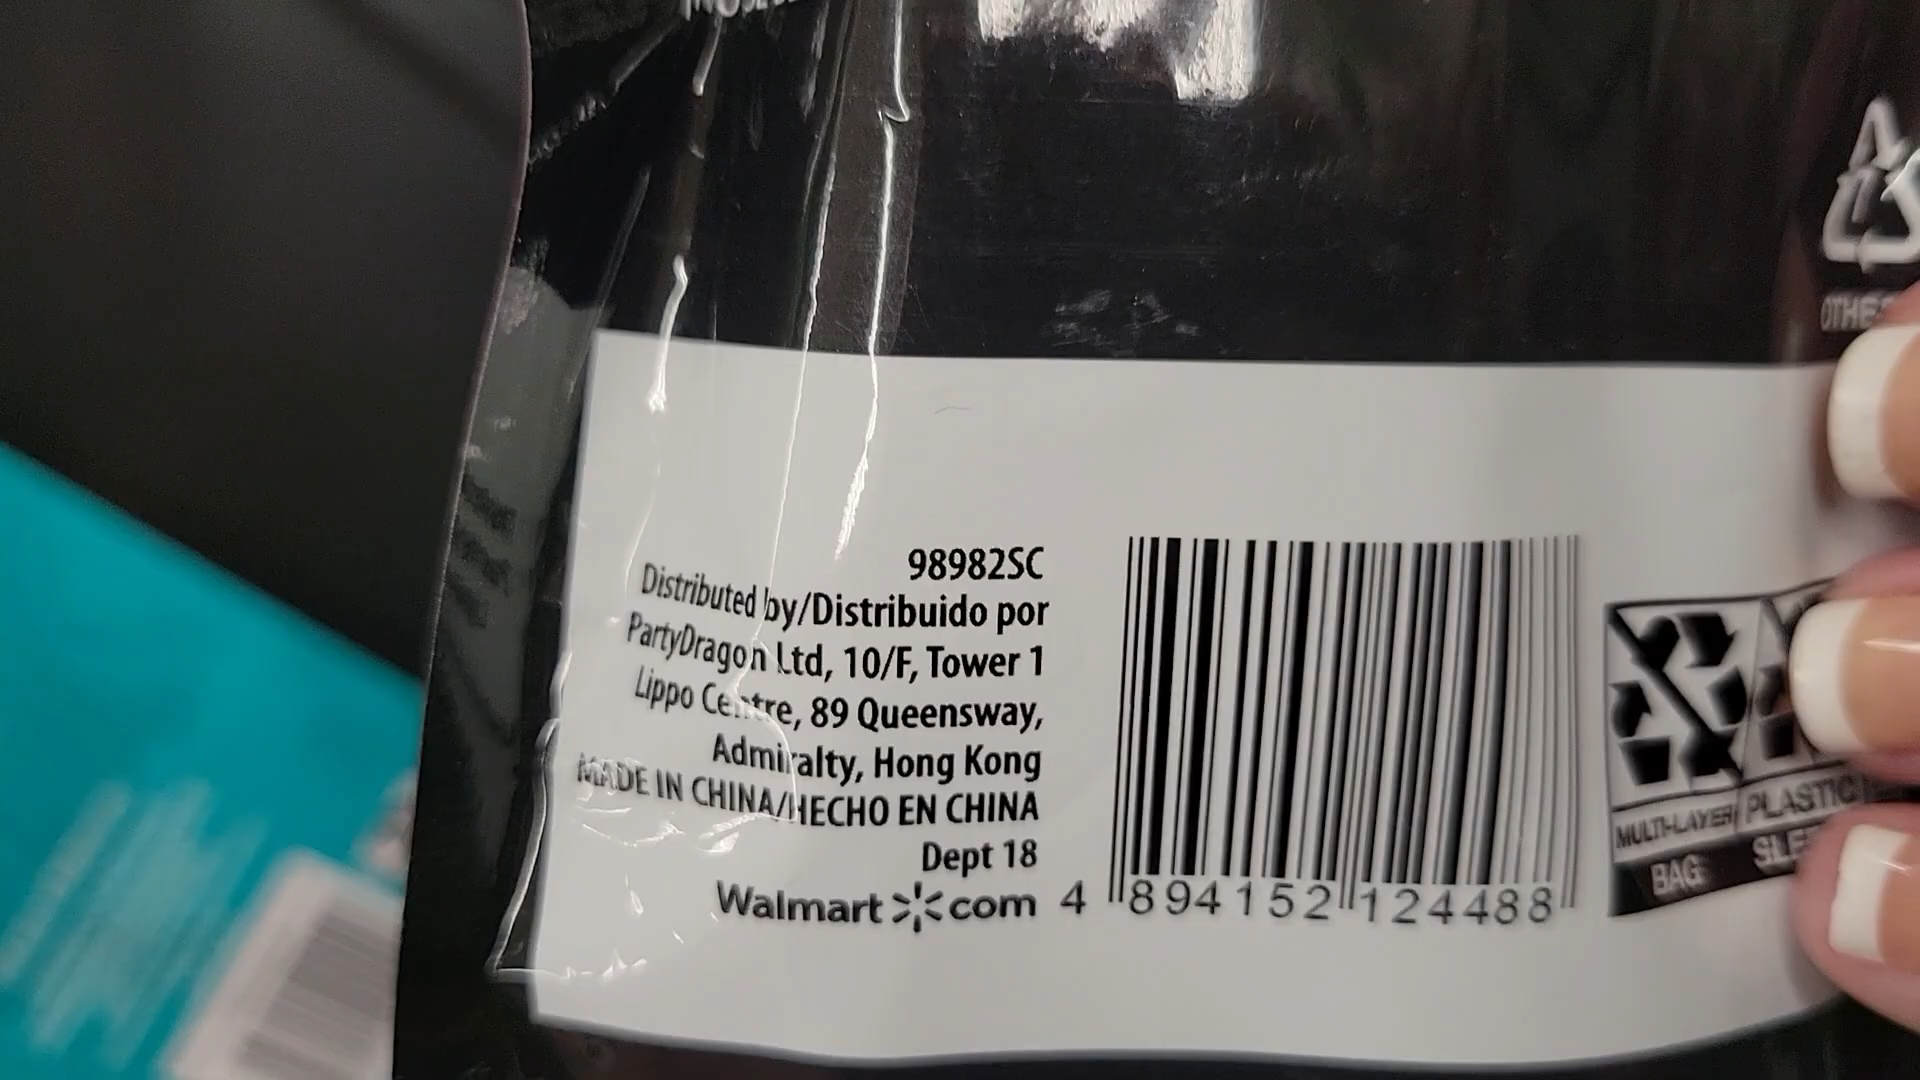 98982SC
Distributed by/Distribuido por
PartyDragon Ltd, 10/F, Tower 1
Lippo Centre, 89 Queensway,
Admiralty, Hong Kong
MADE IN CHINA/HECHO EN CHINA
Dept 18
Walmart com
4 894152 124488
MULTI-LAYER PLASTIC
BAG